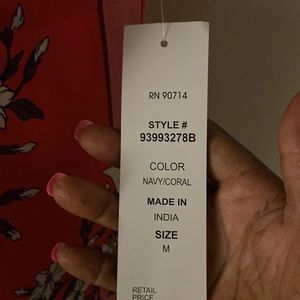 RN 90714
STYLE #
93993278B
COLOR
NAVY/CORAL
MADE IN
INDIA
SIZE
M
RETAIL
PRICE